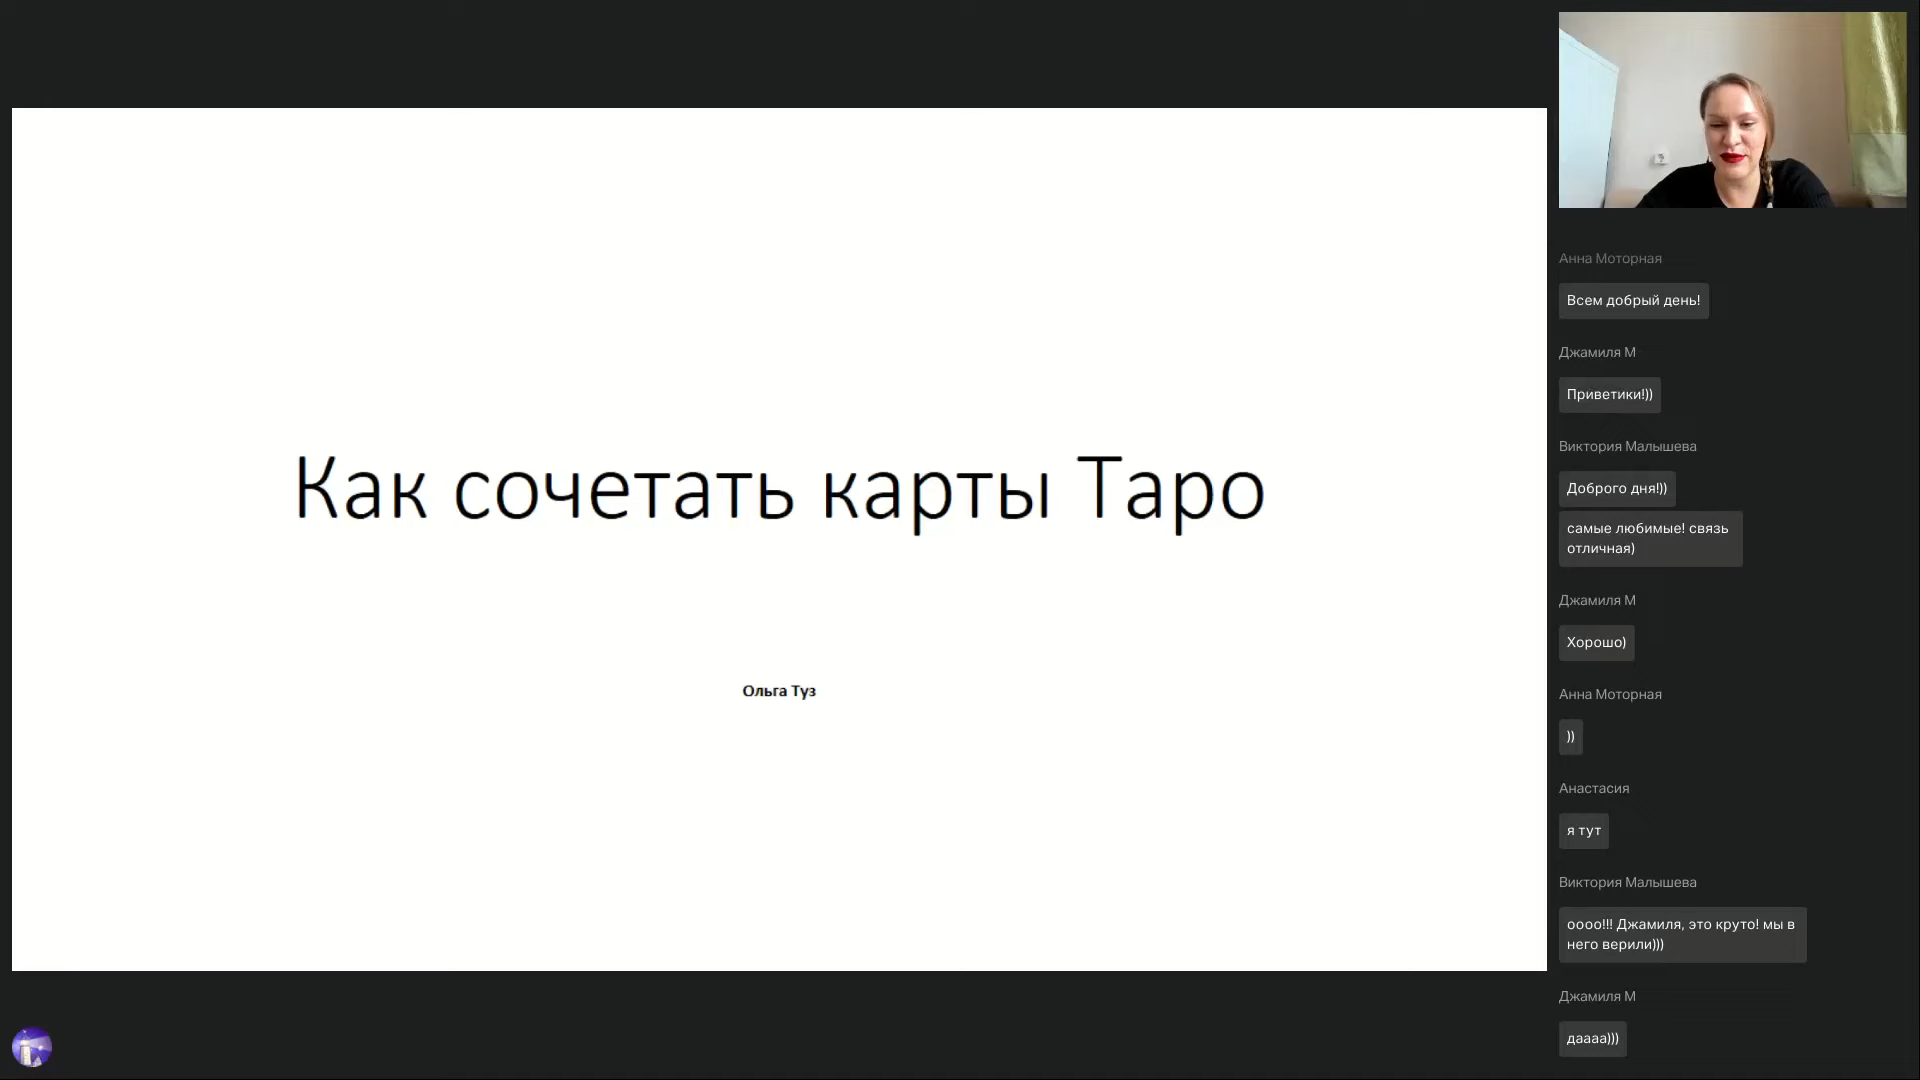 Как сочетать карты Таро
Ольга Туз
Анна Моторная
Всем добрый день!
Джамиля М
Приветики!))
Виктория Малышева
Доброго дня!))
самые любимые! связь
отличная)
Джамиля М
Хорошо)
Анна Моторная
))
Анастасия
я тут
Виктория Малышева
оооо!!! Джамиля, это круто! мы в
него верили)))
Джамиля М
даааа)))